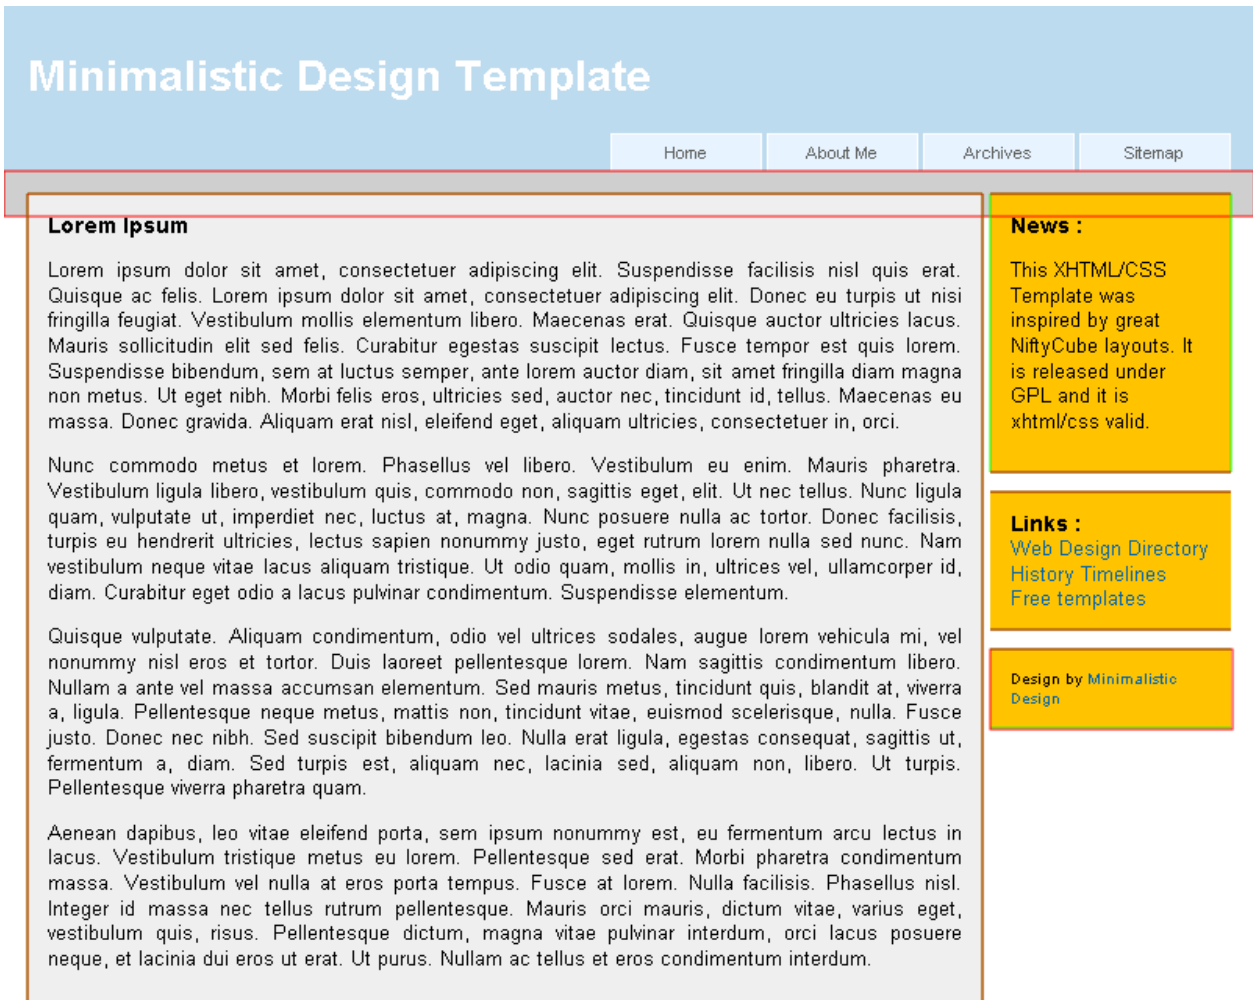 Minimalistic Design Template
Home About Me Archives Sitemap
Lorem Ipsum
Lorem ipsum dolor sit amet, consectetuer adipiscing elit. Suspendisse facilisis nisl quis erat.
Quisque ac felis. Lorem ipsum dolor sit amet, consectetuer adipiscing elit. Donec eu turpis ut nisi
fringilla feugiat. Vestibulum mollis elementum libero. Maecenas erat. Quisque auctor ultricies lacus.
Mauris sollicitudin elit sed felis. Curabitur egestas suscipit lectus. Fusce tempor est quis lorem.
Suspendisse bibendum, sem at luctus semper, ante lorem auctor diam, sit amet fringilla diam magna
non metus. Ut eget nibh. Morbi felis eros, ultricies sed, auctor nec, tincidunt id, tellus. Maecenas eu
massa. Donec gravida. Aliquam erat nisl, eleifend eget, aliquam ultricies, consectetuer in, orci.
Nunc commodo metus et lorem. Phasellus vel libero. Vestibulum eu enim. Mauris pharetra.
Vestibulum ligula libero, vestibulum quis, commodo non, sagittis eget, elit. Ut nec tellus. Nunc ligula
quam, vulputate ut, imperdiet nec, luctus at, magna. Nunc posuere nulla ac tortor. Donec facilisis,
turpis eu hendrerit ultricies, lectus sapien nonummy justo, eget rutrum lorem nulla sed nunc. Nam
vestibulum neque vitae lacus aliquam tristique. Ut odio quam, mollis in, ultrices vel, ullamcorper id,
diam. Curabitur eget odio a lacus pulvinar condimentum. Suspendisse elementum.
Quisque vulputate. Aliquam condimentum, odio vel ultrices sodales, augue lorem vehicula mi, vel
nonummy nisl eros et tortor. Duis laoreet pellentesque lorem. Nam sagittis condimentum libero.
Nullam a ante vel massa accumsan elementum. Sed mauris metus, tincidunt quis, blandit at, viverra
a, ligula. Pellentesque neque metus, mattis non, tincidunt vitae, euismod scelerisque, nulla. Fusce
justo. Donec nec nibh. Sed suscipit bibendum leo. Nulla erat ligula, egestas consequat, sagittis ut,
fermentum a, diam. Sed turpis est, aliquam nec, lacinia sed, aliquam non, libero. Ut turpis.
Pellentesque viverra pharetra quam.
Aenean dapibus, leo vitae eleifend porta, sem ipsum nonummy est, eu fermentum arcu lectus in
lacus. Vestibulum tristique metus eu lorem. Pellentesque sed erat. Morbi pharetra condimentum
massa. Vestibulum vel nulla at eros porta tempus. Fusce at lorem. Nulla facilisis. Phasellus nisl.
Integer id massa nec tellus rutrum pellentesque. Mauris orci mauris, dictum vitae, varius eget,
vestibulum quis, risus. Pellentesque dictum, magna vitae pulvinar interdum, orci lacus posuere
neque, et lacinia dui eros ut erat. Ut purus. Nullam ac tellus et eros condimentum interdum.
News :
This XHTML/CSS
Template was
inspired by great
NiftyCube layouts. It
is released under
GPL and it is
xhtml/css valid.
Links :
Web Design Directory
History Timelines
Free templates
Design by Minimalistic
Design